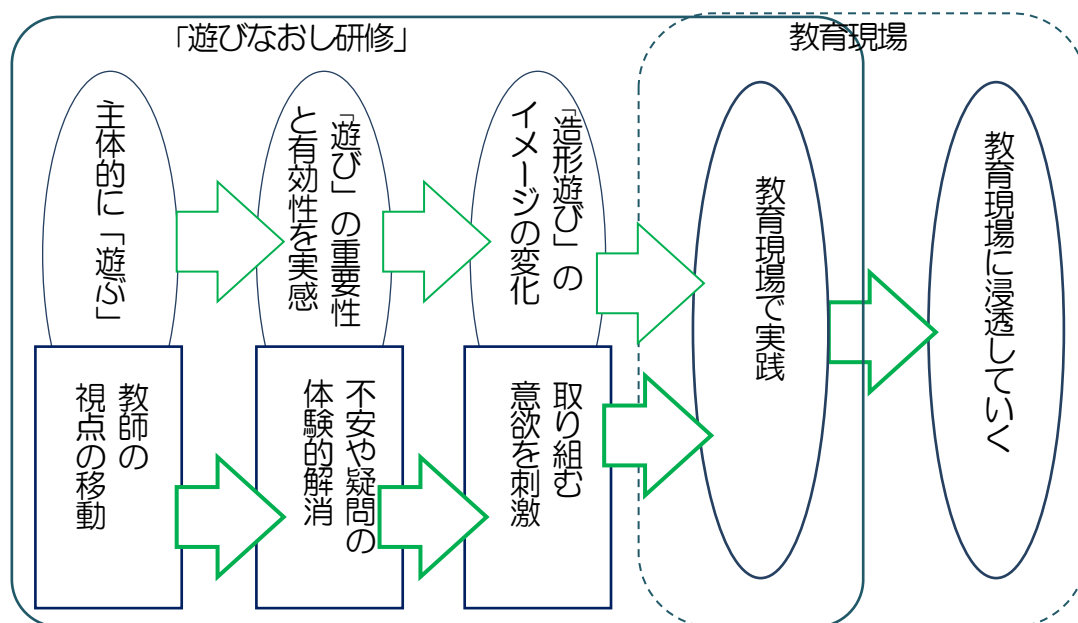 「遊びなおし研修」
教育現場
主体的に「遊ぶ」
「遊び」の重要性
と有効性を実感
「造形遊び」の
イメージの変化
教育現場で実践
教育現場に浸透していく
教師の
視点の移動
不安や疑問の
体験的解消
取り組む
意欲を刺激